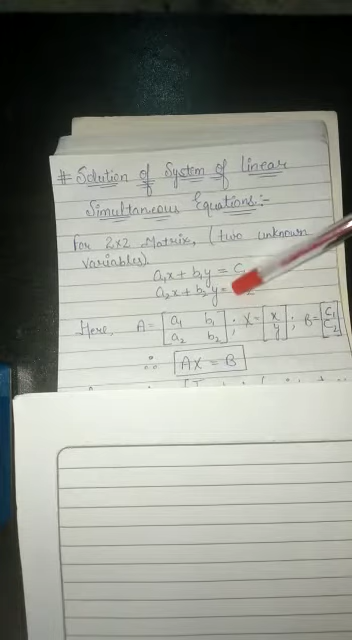 # Solution of System of Linear
Simultaneous Equations:-
For 2x2 Matrix, (two unknown
variables)
a₁x + b₁y = C
a₂x + b₂y = ₂
Here, A = [a₁ b₁; X = [x; B = [C₁
a₂ b₂] y] C₂]
∴ AX = B